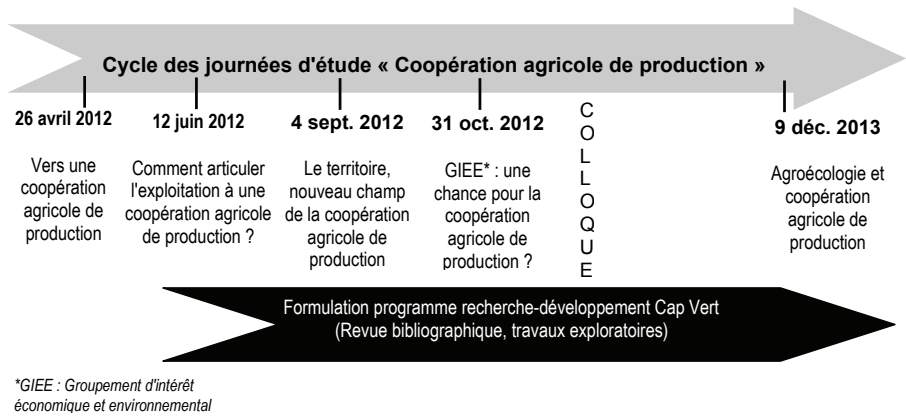 Cycle des journées d'étude « Coopération agricole de production »
26 avril 2012
Vers une
coopération
agricole de
production
12 juin 2012
Comment articuler
l'exploitation à une
coopération agricole
de production ?
4 sept. 2012
Le territoire,
nouveau champ
de la coopération
agricole de
production
31 oct. 2012
GIEE* : une
chance pour la
coopération
agricole de
production ?
C
O
L
L
O
Q
U
E
9 déc. 2013
Agroécologie et
coopération
agricole de
production
Formulation programme recherche-développement Cap Vert
(Revue bibliographique, travaux exploratoires)
*GIEE : Groupement d'intérêt
économique et environnemental